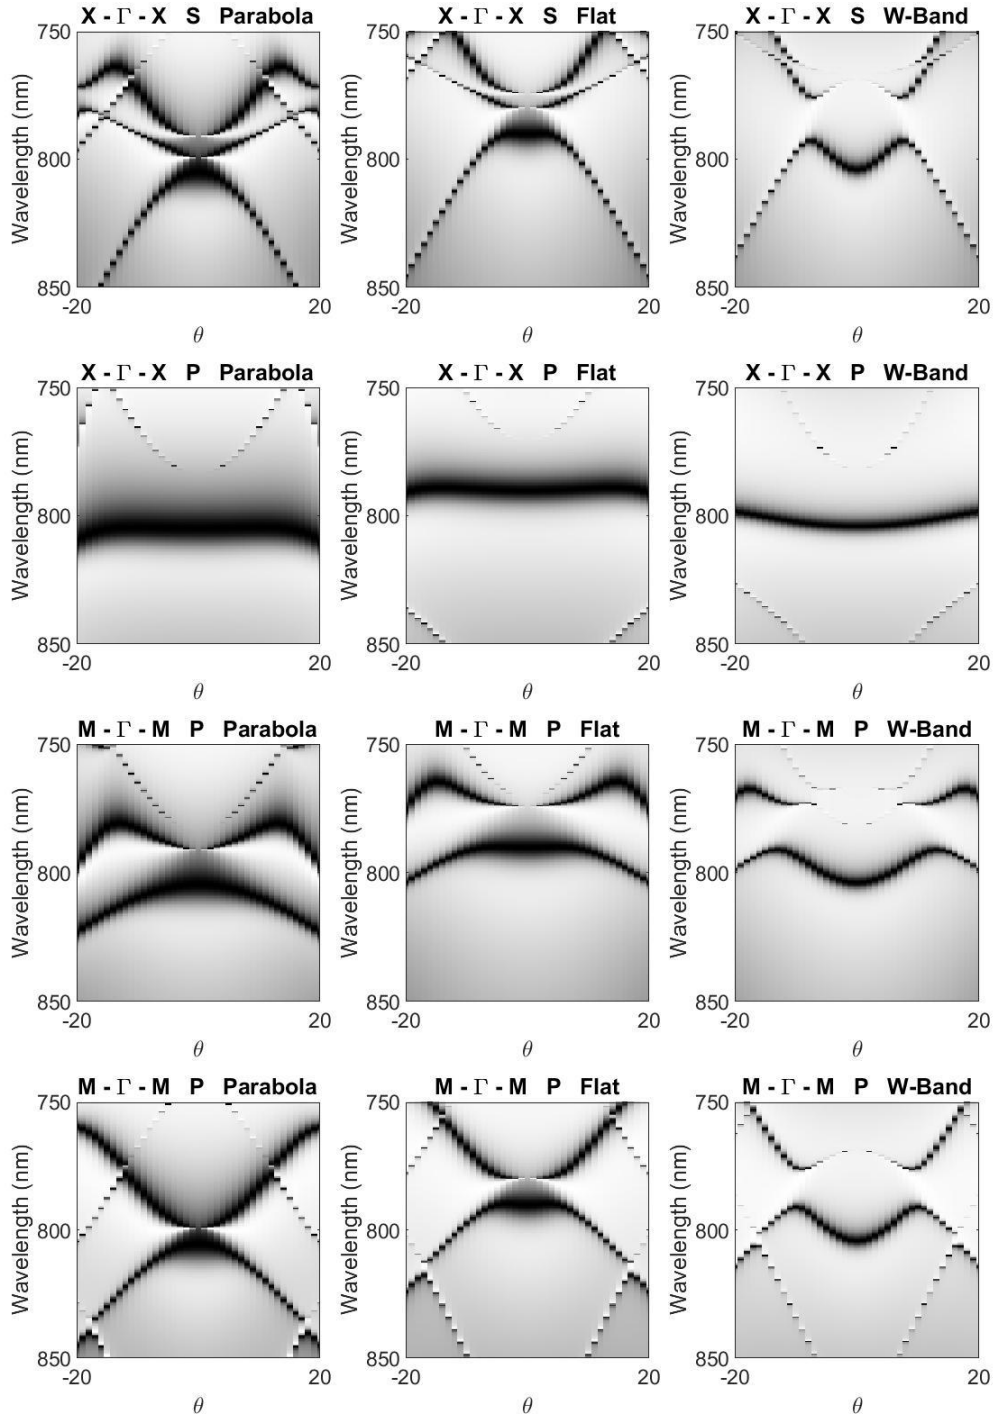 X - Γ - X S Parabola
X - Γ - X S Flat
X - Γ - X S W-Band
Wavelength (nm)
750
800
850
-20
20
θ
Wavelength (nm)
750
800
850
-20
20
θ
Wavelength (nm)
750
800
850
-20
20
θ
X - Γ - X P Parabola
X - Γ - X P Flat
X - Γ - X P W-Band
Wavelength (nm)
750
800
850
-20
20
θ
Wavelength (nm)
750
800
850
-20
20
θ
Wavelength (nm)
750
800
850
-20
20
θ
M - Γ - M P Parabola
M - Γ - M P Flat
M - Γ - M P W-Band
Wavelength (nm)
750
800
850
-20
20
θ
Wavelength (nm)
750
800
850
-20
20
θ
Wavelength (nm)
750
800
850
-20
20
θ
M - Γ - M P Parabola
M - Γ - M P Flat
M - Γ - M P W-Band
Wavelength (nm)
750
800
850
-20
20
θ
Wavelength (nm)
750
800
850
-20
20
θ
Wavelength (nm)
750
800
850
-20
20
θ